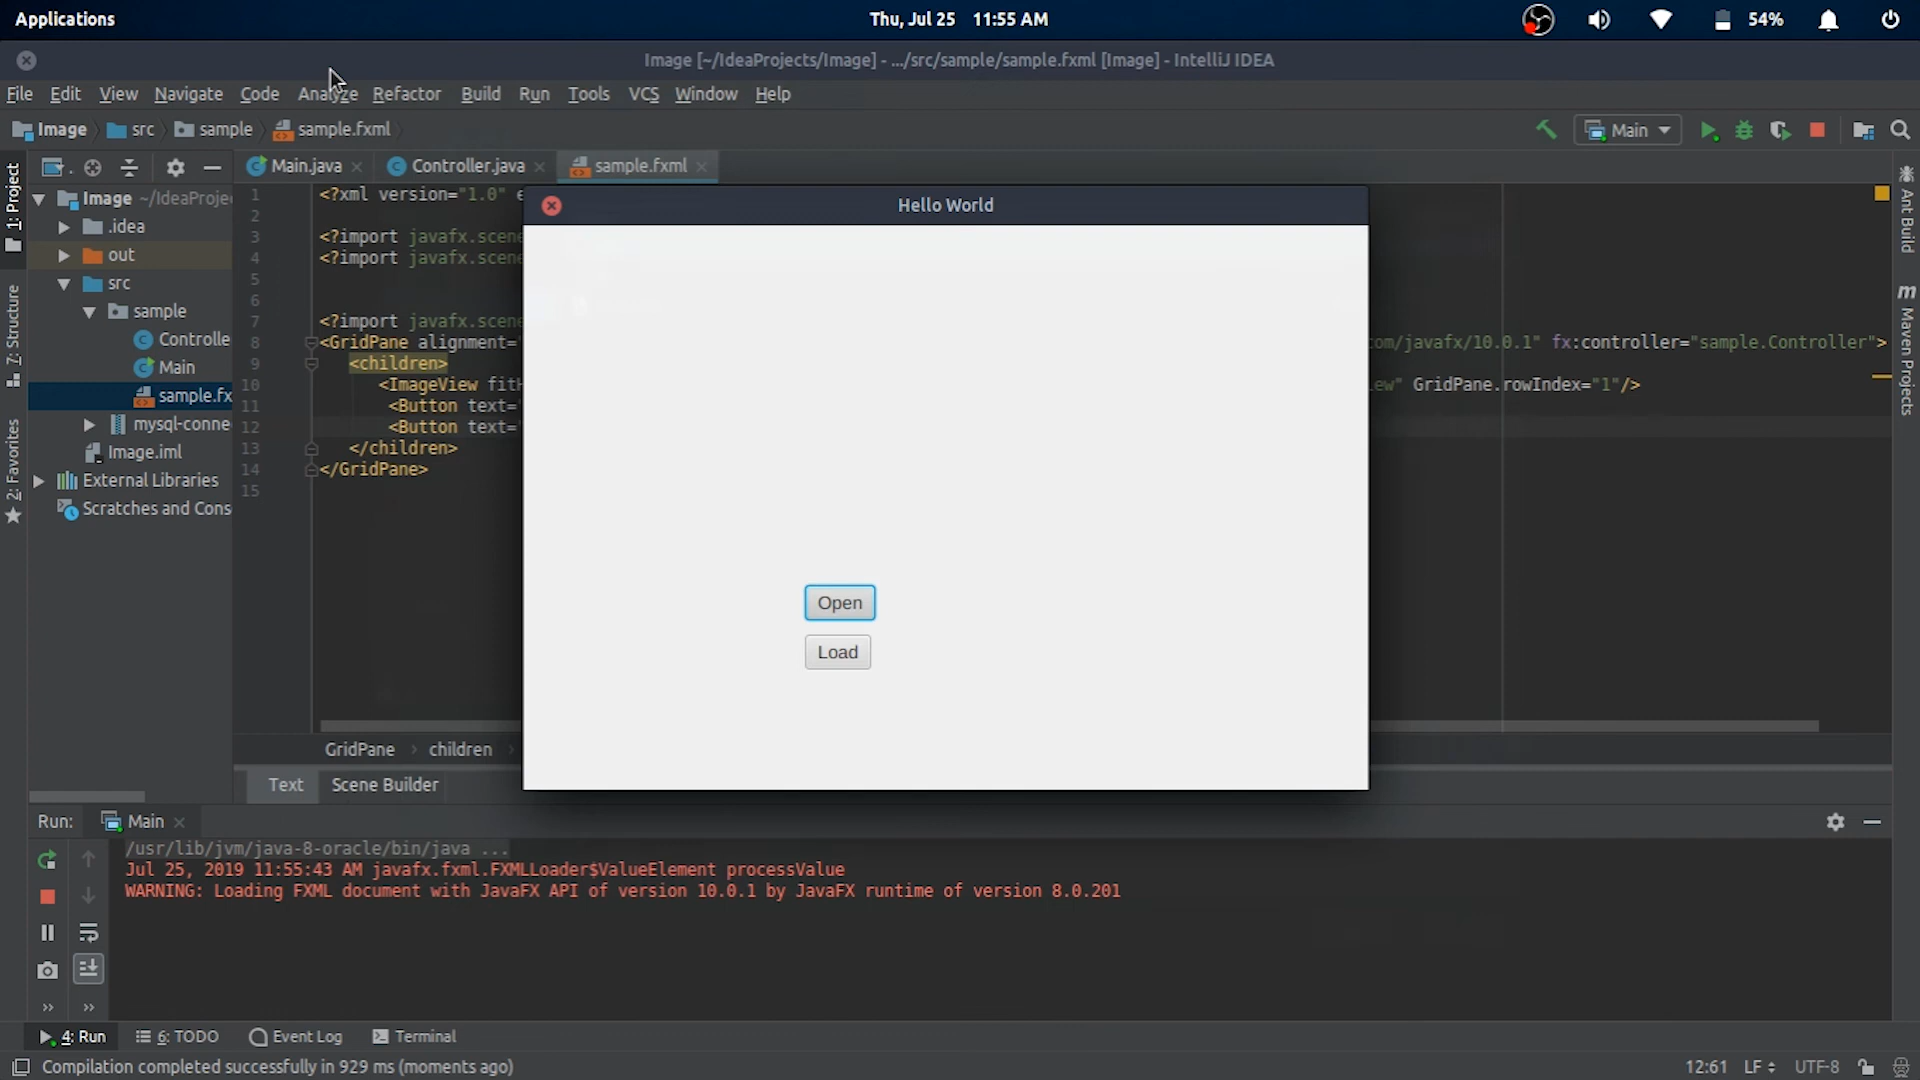 Applications
Thu, Jul 25 11:55 AM
54%
Image [~/IdeaProjects/Image] - .../src/sample/sample.fxml [Image] - IntelliJ IDEA
File Edit View Navigate Code Analyze Refactor Build Run Tools VCS Window Help
Image src sample sample.fxml
Main
Main.java Controller.java sample.fxml
1: Project
7: Structure
2: Favorites
Image ~/IdeaProje
.idea
out
src
sample
Controlle
Main
sample.fx
mysql-conne
Image.iml
External Libraries
Scratches and Cons
1 <?xml version="1.0" e
2
3 <?import javafx.scene
4 <?import javafx.scene
5
6
7 <?import javafx.scene
8 <GridPane alignment=" om/javafx/10.0.1" fx:controller="sample.Controller">
9 <children>
10 <ImageView fitH ew" GridPane.rowIndex="1"/>
11 <Button text="
12 <Button text="
13 </children>
14 </GridPane>
15
Hello World
Open
Load
Ant Build
m Maven Projects
GridPane children
Text Scene Builder
Run: Main
/usr/lib/jvm/java-8-oracle/bin/java ...
Jul 25, 2019 11:55:43 AM javafx.fxml.FXMLLoader$ValueElement processValue
WARNING: Loading FXML document with JavaFX API of version 10.0.1 by JavaFX runtime of version 8.0.201
4: Run 6: TODO Event Log Terminal
Compilation completed successfully in 929 ms (moments ago)
12:61 LF UTF-8